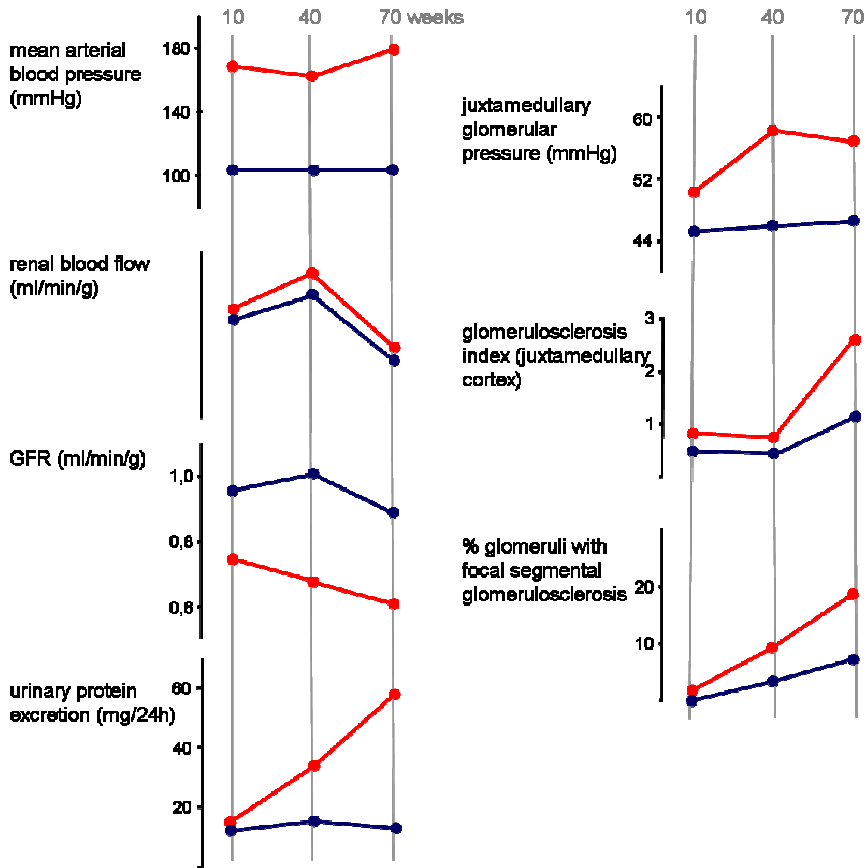 10 40 70 weeks
mean arterial
blood pressure
(mmHg)
180
140
100
renal blood flow
(ml/min/g)
GFR (ml/min/g)
1,0
0,8
0,6
urinary protein
excretion (mg/24h)
60
40
20
10 40 70
juxtamedullary
glomerular
pressure (mmHg)
60
52
44
glomerulosclerosis
index (juxtamedullary
cortex)
3
2
1
% glomeruli with
focal segmental
glomerulosclerosis
20
10